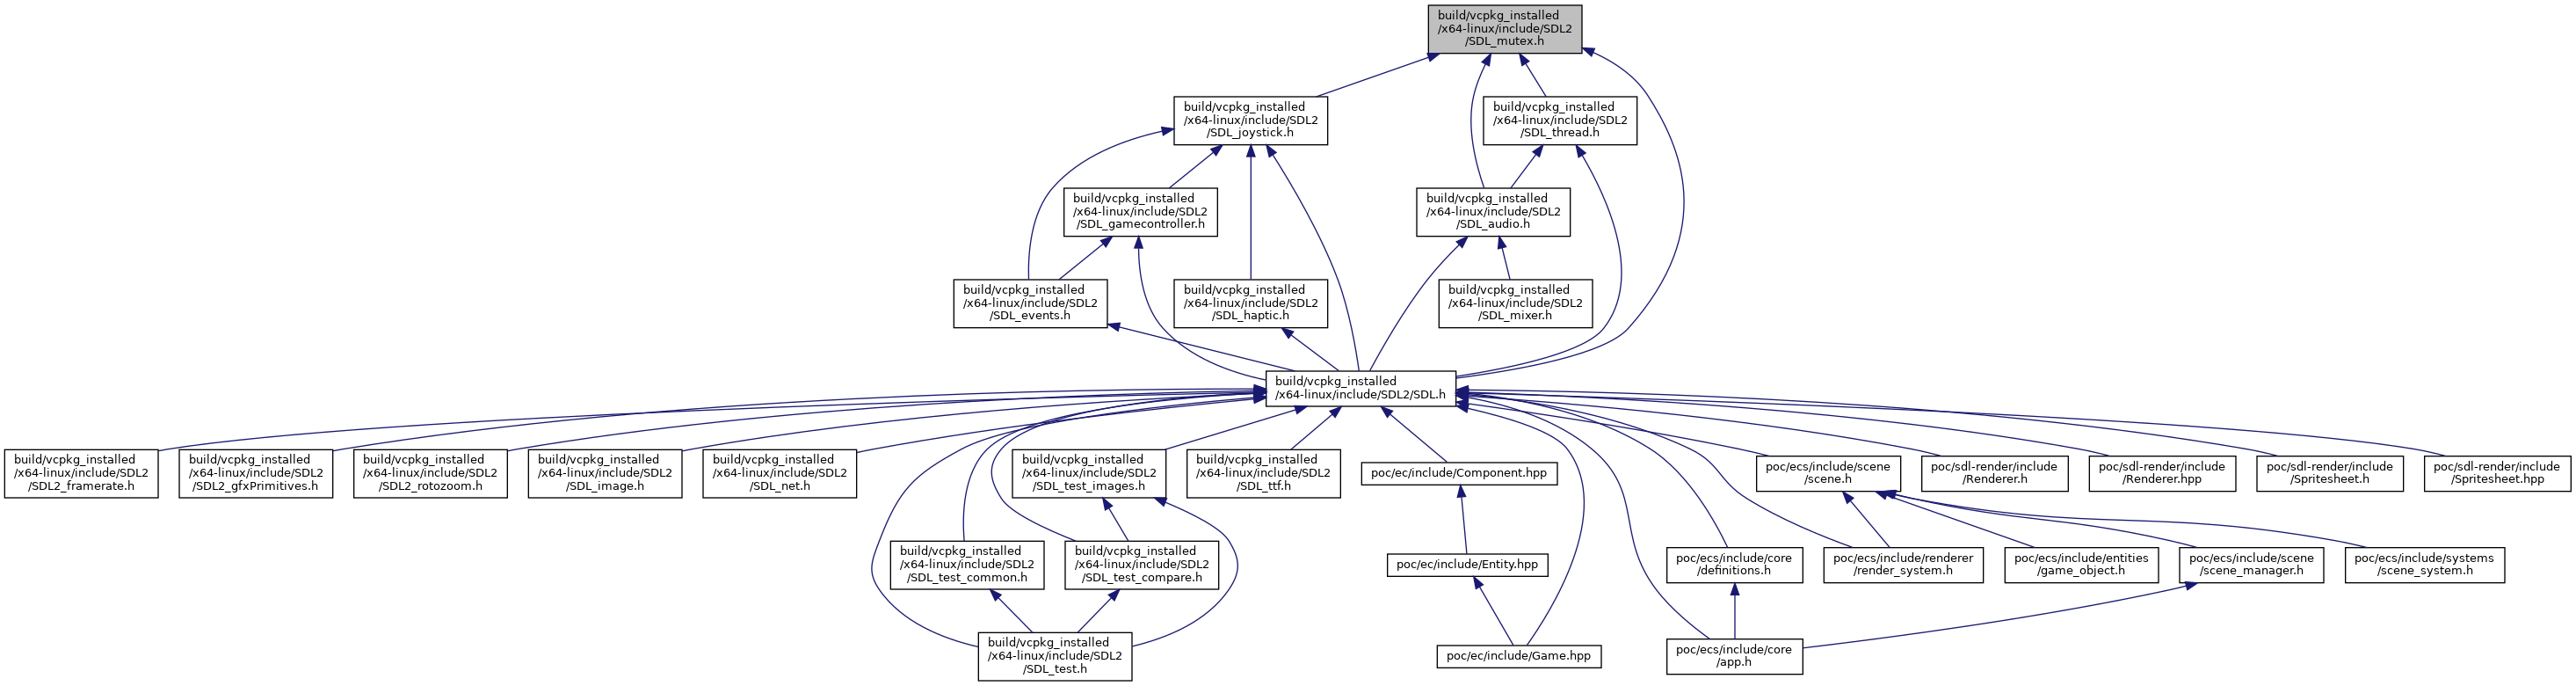 build/vcpkg_installed
/x64-linux/include/SDL2
/SDL_mutex.h
build/vcpkg_installed
/x64-linux/include/SDL2
/SDL_joystick.h
build/vcpkg_installed
/x64-linux/include/SDL2
/SDL_thread.h
build/vcpkg_installed
/x64-linux/include/SDL2
/SDL_gamecontroller.h
build/vcpkg_installed
/x64-linux/include/SDL2
/SDL_audio.h
build/vcpkg_installed
/x64-linux/include/SDL2
/SDL_events.h
build/vcpkg_installed
/x64-linux/include/SDL2
/SDL_haptic.h
build/vcpkg_installed
/x64-linux/include/SDL2
/SDL_mixer.h
build/vcpkg_installed
/x64-linux/include/SDL2/SDL.h
build/vcpkg_installed
/x64-linux/include/SDL2
/SDL2_framerate.h
build/vcpkg_installed
/x64-linux/include/SDL2
/SDL2_gfxPrimitives.h
build/vcpkg_installed
/x64-linux/include/SDL2
/SDL2_rotozoom.h
build/vcpkg_installed
/x64-linux/include/SDL2
/SDL_image.h
build/vcpkg_installed
/x64-linux/include/SDL2
/SDL_net.h
build/vcpkg_installed
/x64-linux/include/SDL2
/SDL_test_images.h
build/vcpkg_installed
/x64-linux/include/SDL2
/SDL_ttf.h
poc/ec/include/Component.hpp
poc/ecs/include/scene
/scene.h
poc/sdl-render/include
/Renderer.h
poc/sdl-render/include
/Renderer.hpp
poc/sdl-render/include
/Spritesheet.h
poc/sdl-render/include
/Spritesheet.hpp
build/vcpkg_installed
/x64-linux/include/SDL2
/SDL_test_common.h
build/vcpkg_installed
/x64-linux/include/SDL2
/SDL_test_compare.h
poc/ec/include/Entity.hpp
poc/ecs/include/core
/definitions.h
poc/ecs/include/renderer
/render_system.h
poc/ecs/include/entities
/game_object.h
poc/ecs/include/scene
/scene_manager.h
poc/ecs/include/systems
/scene_system.h
build/vcpkg_installed
/x64-linux/include/SDL2
/SDL_test.h
poc/ec/include/Game.hpp
poc/ecs/include/core
/app.h